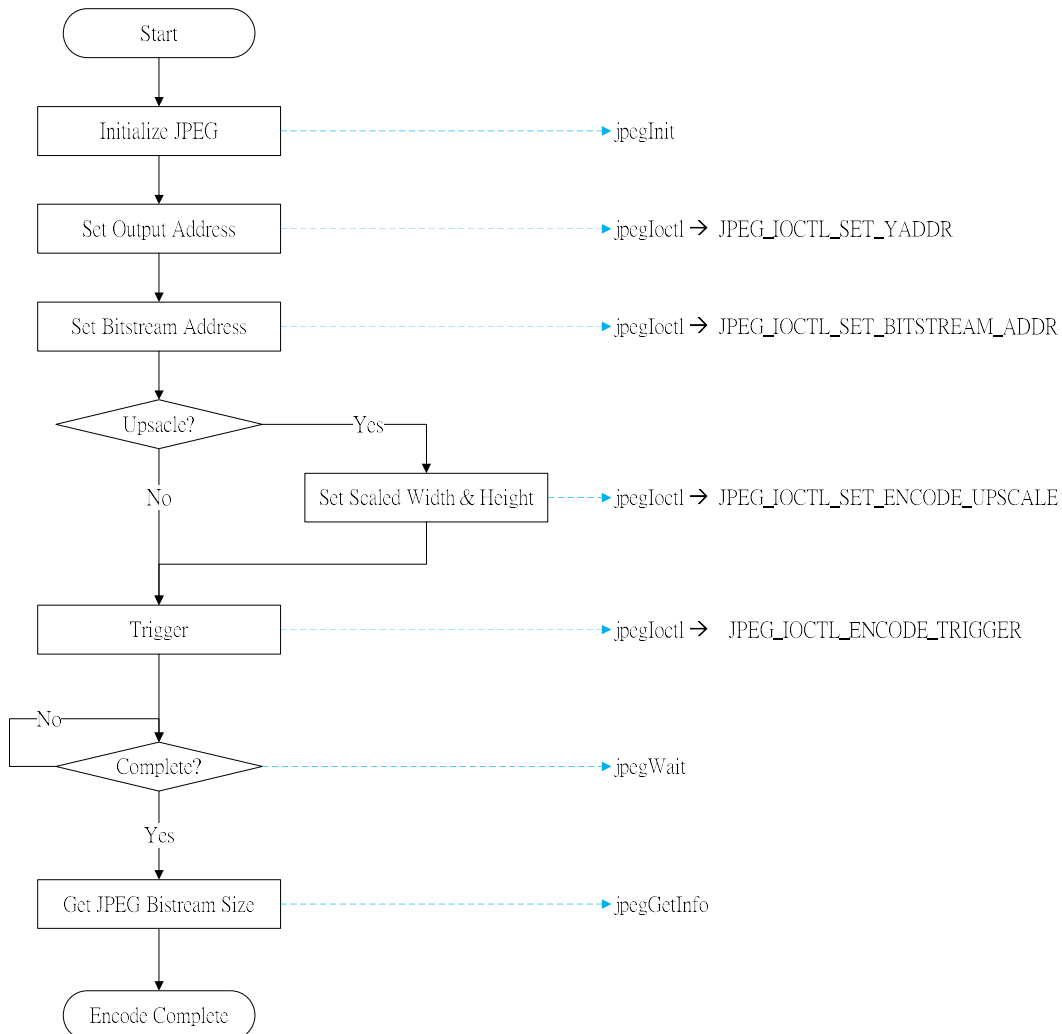 Start
Initialize JPEG
jpegInit
Set Output Address
jpegIoctl → JPEG_IOCTL_SET_YADDR
Set Bitstream Address
jpegIoctl → JPEG_IOCTL_SET_BITSTREAM_ADDR
Upsacle?
Yes
No
Set Scaled Width & Height
jpegIoctl → JPEG_IOCTL_SET_ENCODE_UPSCALE
Trigger
jpegIoctl → JPEG_IOCTL_ENCODE_TRIGGER
No
Complete?
jpegWait
Yes
Get JPEG Bistream Size
jpegGetInfo
Encode Complete